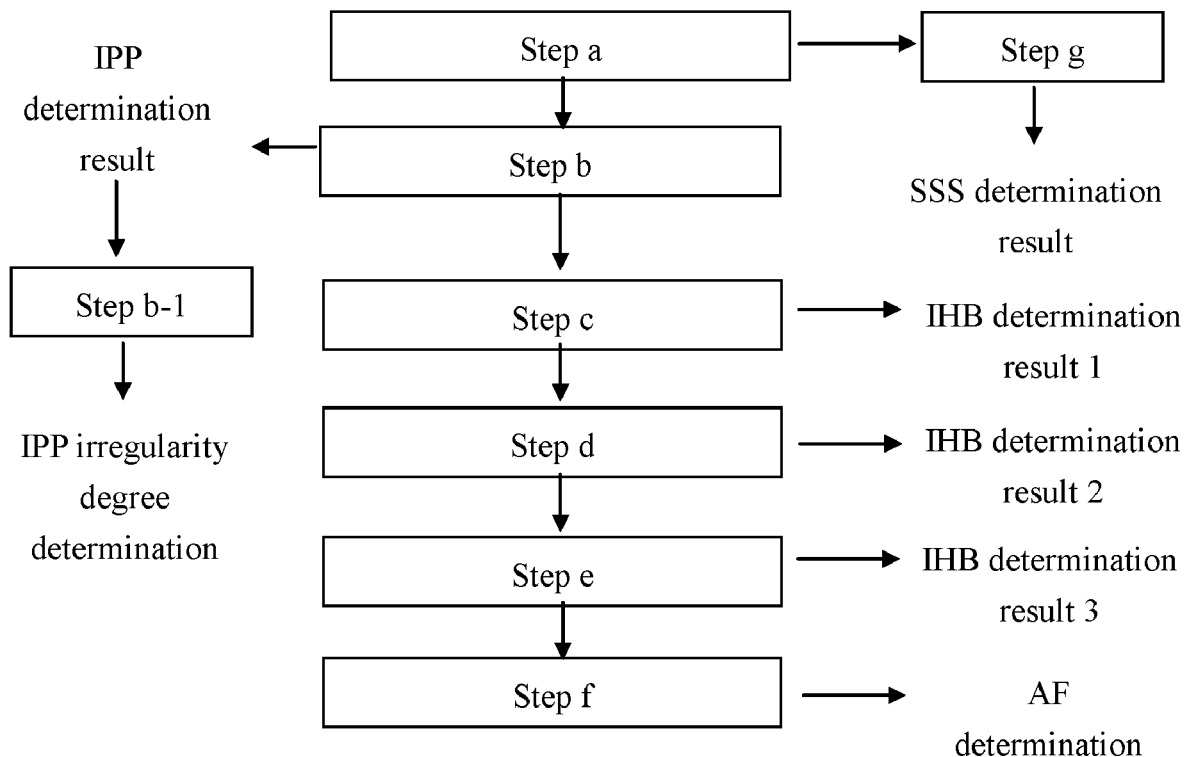 Step a
Step g
IPP
determination
result
Step b
SSS determination
result
Step b-1
Step c
IHB determination
result 1
IPP irregularity
degree
determination
Step d
IHB determination
result 2
Step e
IHB determination
result 3
Step f
AF
determination